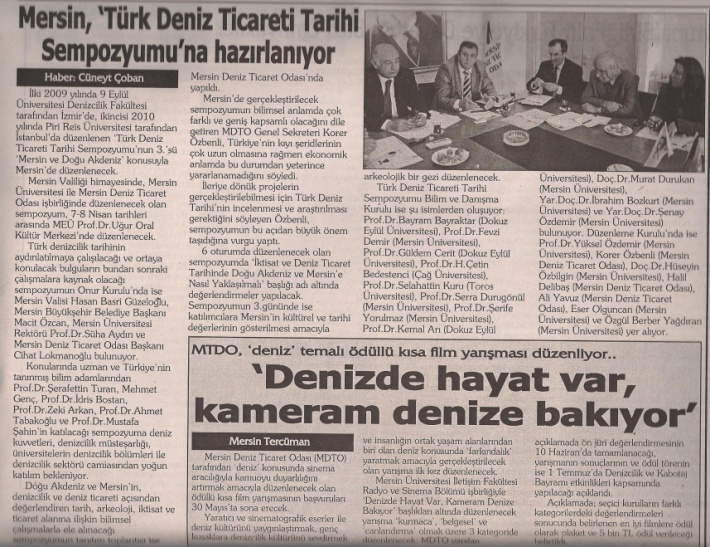 Mersin, 'Türk Deniz Ticareti Tarihi
Sempozyumu'na hazırlanıyor
Haber: Cüneyt Çoban
İlki 2009 yılında 9 Eylül
Üniversitesi Denizcilik Fakültesi
tarafından İzmir'de, ikincisi 2010
yılında Piri Reis Üniversitesi tarafından
İstanbul'da düzenlenen 'Türk Deniz
Ticareti Tarihi Sempozyumu'nun 3.'sü
'Mersin ve Doğu Akdeniz' konusuyla
Mersin'de düzenlenecek.
Mersin Valiliği himayesinde, Mersin
Üniversitesi ile Mersin Deniz Ticaret
Odası işbirliğinde düzenlenecek olan
sempozyum, 7-8 Nisan tarihleri
arasında MEÜ Prof.Dr.Uğur Oral
Kültür Merkezi'nde düzenlenecek.
Türk denizcilik tarihinin
aydınlatılmaya çalışılacağı ve ortaya
konulacak bulguların bundan sonraki
çalışmalara kaynak olacağı
sempozyumun Onur Kurulu'nda ise
Mersin Valisi Hasan Basri Güzeloğlu,
Mersin Büyükşehir Belediye Başkanı
Macit Özcan, Mersin Üniversitesi
Rektörü Prof.Dr.Süha Aydın ve
Mersin Deniz Ticaret Odası Başkanı
Cihat Lokmanoğlu bulunuyor.
Konularında uzman ve Türkiye'nin
tanınmış bilim adamlarından
Prof.Dr.Şerafettin Turan, Mehmet
Genç, Prof.Dr.İdris Bostan,
Prof.Dr.Zeki Arkan, Prof.Dr.Ahmet
Tabakoğlu ve Prof.Dr.Mustafa
Şahin'in katılacağı sempozyuma deniz
kuvvetleri, denizcilik müsteşarlığı,
üniversitelerin denizcilik bölümleri ile
denizcilik sektörü camiasından yoğun
katılım bekleniyor.
Doğu Akdeniz ve Mersin'in,
denizcilik ve deniz ticareti açısından
değerlendiren tarih, arkeoloji, iktisat ve
ticaret alanına ilişkin bilimsel
çalışmalarla ele alınacağı
sempozyumun tanıtım toplantısı ise
Mersin Deniz Ticaret Odası'nda
yapıldı.
Mersin'de gerçekleştirilecek
sempozyumun bilimsel anlamda çok
farklı ve geniş kapsamlı olacağını dile
getiren MDTO Genel Sekreteri Korer
Özbenli, Türkiye'nin kıyı şeridlerinin
çok uzun olmasına rağmen ekonomik
anlamda bu durumdan yeterince
yararlanamadığını söyledi.
İleriye dönük projelerin
gerçekleştirilebilmesi için Türk Deniz
Tarihi'nin incelenmesi ve araştırılması
gerektiğini söyleyen Özbenli,
sempozyumun bu açıdan büyük önem
taşıdığına vurgu yaptı.
6 oturumda düzenlenecek olan
sempozyumda 'İktisat ve Deniz Ticaret
Tarihinde Doğu Akdeniz ve Mersin'e
Nasıl Yaklaşılmalı' başlığı adı altında
değerlendirmeler yapılacak.
Sempozyumun 3.gününde ise
katılımcılara Mersin'in kültürel ve tarihi
değerlerinin gösterilmesi amacıyla
arkeolojik bir gezi düzenlenecek.
Türk Deniz Ticareti Tarihi
Sempozyumu Bilim ve Danışma
Kurulu ise şu isimlerden oluşuyor:
Prof.Dr.Bayram Bayraktar (Dokuz
Eylül Üniversitesi), Prof.Dr.Fevzi
Demir (Mersin Üniversitesi),
Prof.Dr.Güldem Cerit (Dokuz Eylül
Üniversitesi), Prof.Dr.H.Çetin
Bedestenci (Çağ Üniversitesi),
Prof.Dr.Selahattin Kuru (Toros
Üniversitesi), Prof.Dr.Serra Durugönül
(Mersin Üniversitesi), Prof.Dr.Şerife
Yorulmaz (Mersin Üniversitesi),
Prof.Dr.Kemal Arı (Dokuz Eylül
Üniversitesi), Doç.Dr.Murat Durukan
(Mersin Üniversitesi),
Yar.Doç.Dr.İbrahim Bozkurt (Mersin
Üniversitesi) ve Yar.Doç.Dr.Şenay
Özdemir (Mersin Üniversitesi)
bulunuyor. Düzenleme Kurulu'nda ise
Prof.Dr.Yüksel Özdemir (Mersin
Üniversitesi), Korer Özbenli (Mersin
Deniz Ticaret Odası), Doç.Dr.Hüseyin
Özbilgin (Mersin Üniversitesi), Halil
Delibaş (Mersin Deniz Ticaret Odası),
Ali Yavuz (Mersin Deniz Ticaret
Odası), Eser Olguncan (Mersin
Üniversitesi) ve Özgül Berber Yağdıran
(Mersin Üniversitesi) yer alıyor.
MTDO, 'deniz' temalı ödüllü kısa film yarışması düzenliyor..
'Denizde hayat var,
kameram denize bakıyor'
Mersin Tercüman
Mersin Deniz Ticaret Odası (MDTO)
tarafından 'deniz' konusunda sinema
aracılığıyla kamuoyu duyarlılığını
artırmak amacıyla düzenlenecek olan
ödüllü kısa film yarışmasının başvuruları
30 Mayıs'ta sona erecek.
Yaratıcı ve sinematografik eserler ile
deniz kültürünü yaygınlaştırmak, genç
kuşaklara denizcilik kültürünü sevdirmek
ve insanlığın ortak yaşam alanlarından
biri olan deniz konusunda 'farkındalık'
yaratmak amacıyla gerçekleştirilecek
olan yarışma ilk kez düzenlenecek.
Mersin Üniversitesi İletişim Fakültesi
Radyo ve Sinema Bölümü işbirliğiyle
'Denizde Hayat Var, Kameram Denize
Bakıyor' başlıkları altında düzenlenecek
yarışma 'kurmaca', 'belgesel' ve
'canlandırma' olmak üzere 3 kategoride
düzenlenecek. MDTO yapılan
açıklamada ön jüri değerlendirmesinin
10 Haziran'da tamamlanacağı,
yarışmanın sonuçlarının ve ödül törenin
ise 1 Temmuz'da Denizcilik ve Kabotaj
Bayramı etkinlikleri kapsamında
yapılacağı açıklandı.
Açıklamada; seçici kurulların farklı
kategorilerdeki değerlendirmeleri
sonucunda belirlenen en iyi filmlere ödül
olarak plaket ve 5 bin TL ödül verileceği